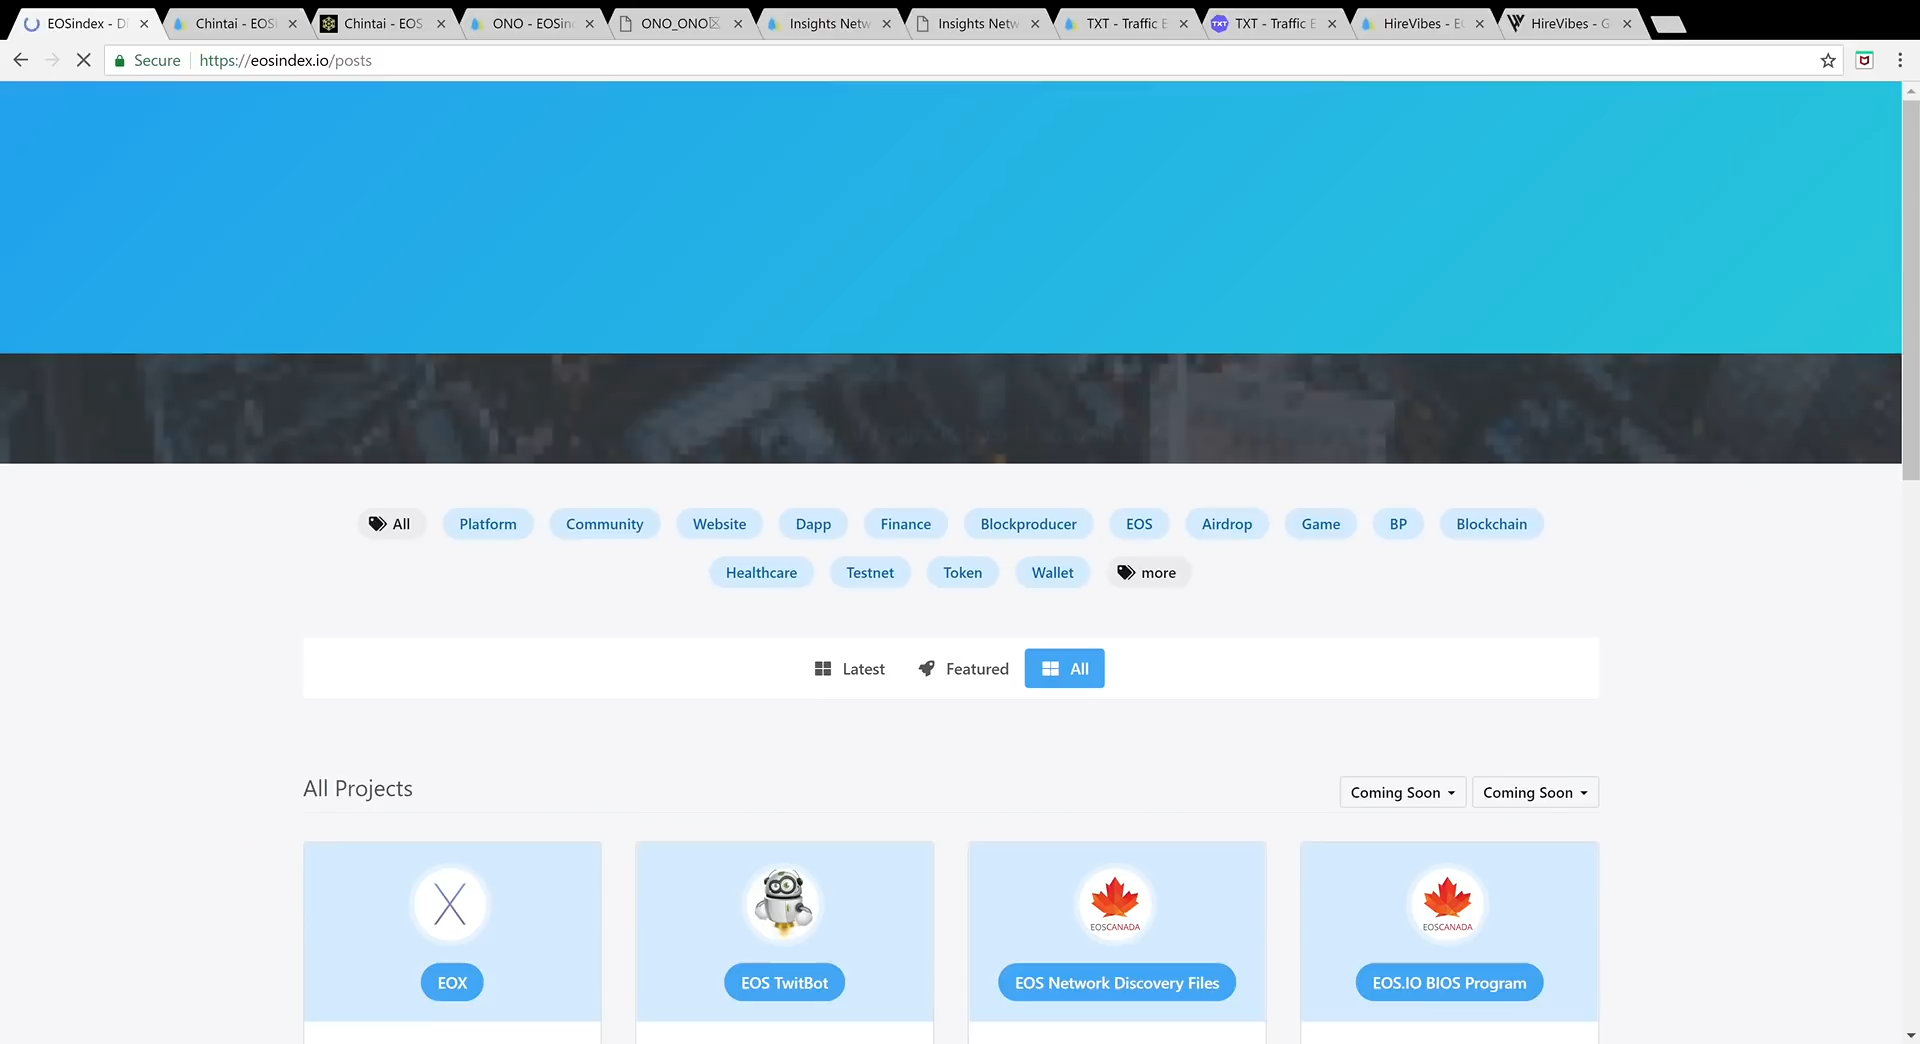 EOSindex - Di
Chintai - EOS
Chintai - EOS
ONO - EOSin
ONO_ONO
Insights Netw
Insights Netw
TXT - Traffic E
TXT - Traffic E
HireVibes - EO
HireVibes - G
Secure https://eosindex.io/posts
All Platform Community Website Dapp Finance Blockproducer EOS Airdrop Game BP Blockchain
Healthcare Testnet Token Wallet more
Latest Featured All
All Projects
Coming Soon Coming Soon
EOSCANADA EOSCANADA
EOX EOS TwitBot EOS Network Discovery Files EOS.IO BIOS Program